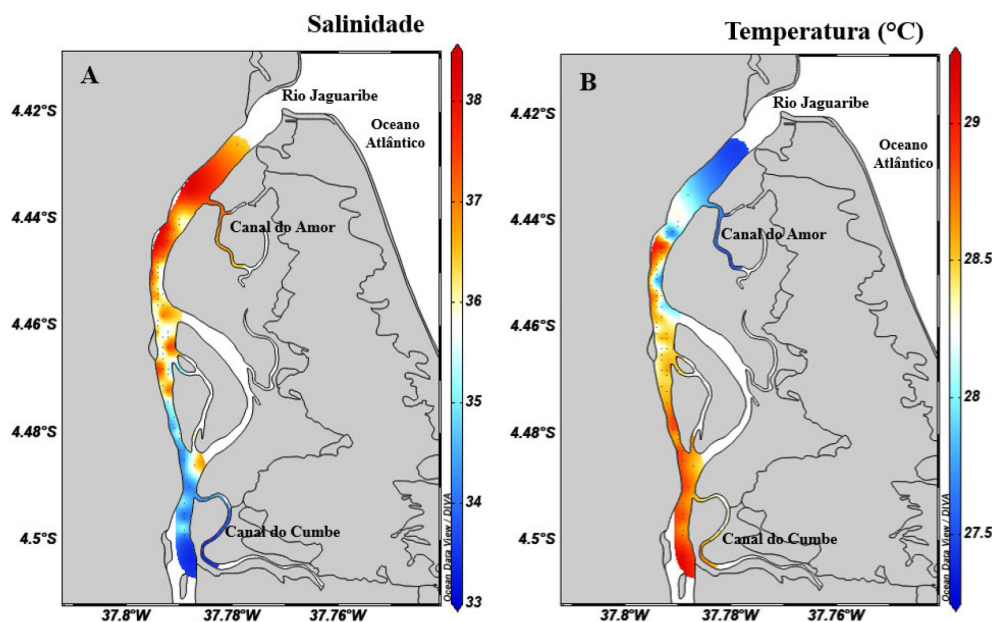 Salinidade
A
Rio Jaguaribe
Oceano
Atlântico
Canal do Amor
Canal do Cumbe
4.42°S
4.44°S
4.46°S
4.48°S
4.5°S
37.8°W
37.78°W
37.76°W
38
37
36
35
34
33
Ocean Data View / DIVA
Temperatura (°C)
B
Rio Jaguaribe
Oceano
Atlântico
Canal do Amor
Canal do Cumbe
4.42°S
4.44°S
4.46°S
4.48°S
4.5°S
37.8°W
37.78°W
37.76°W
29
28.5
28
27.5
Ocean Data View / DIVA